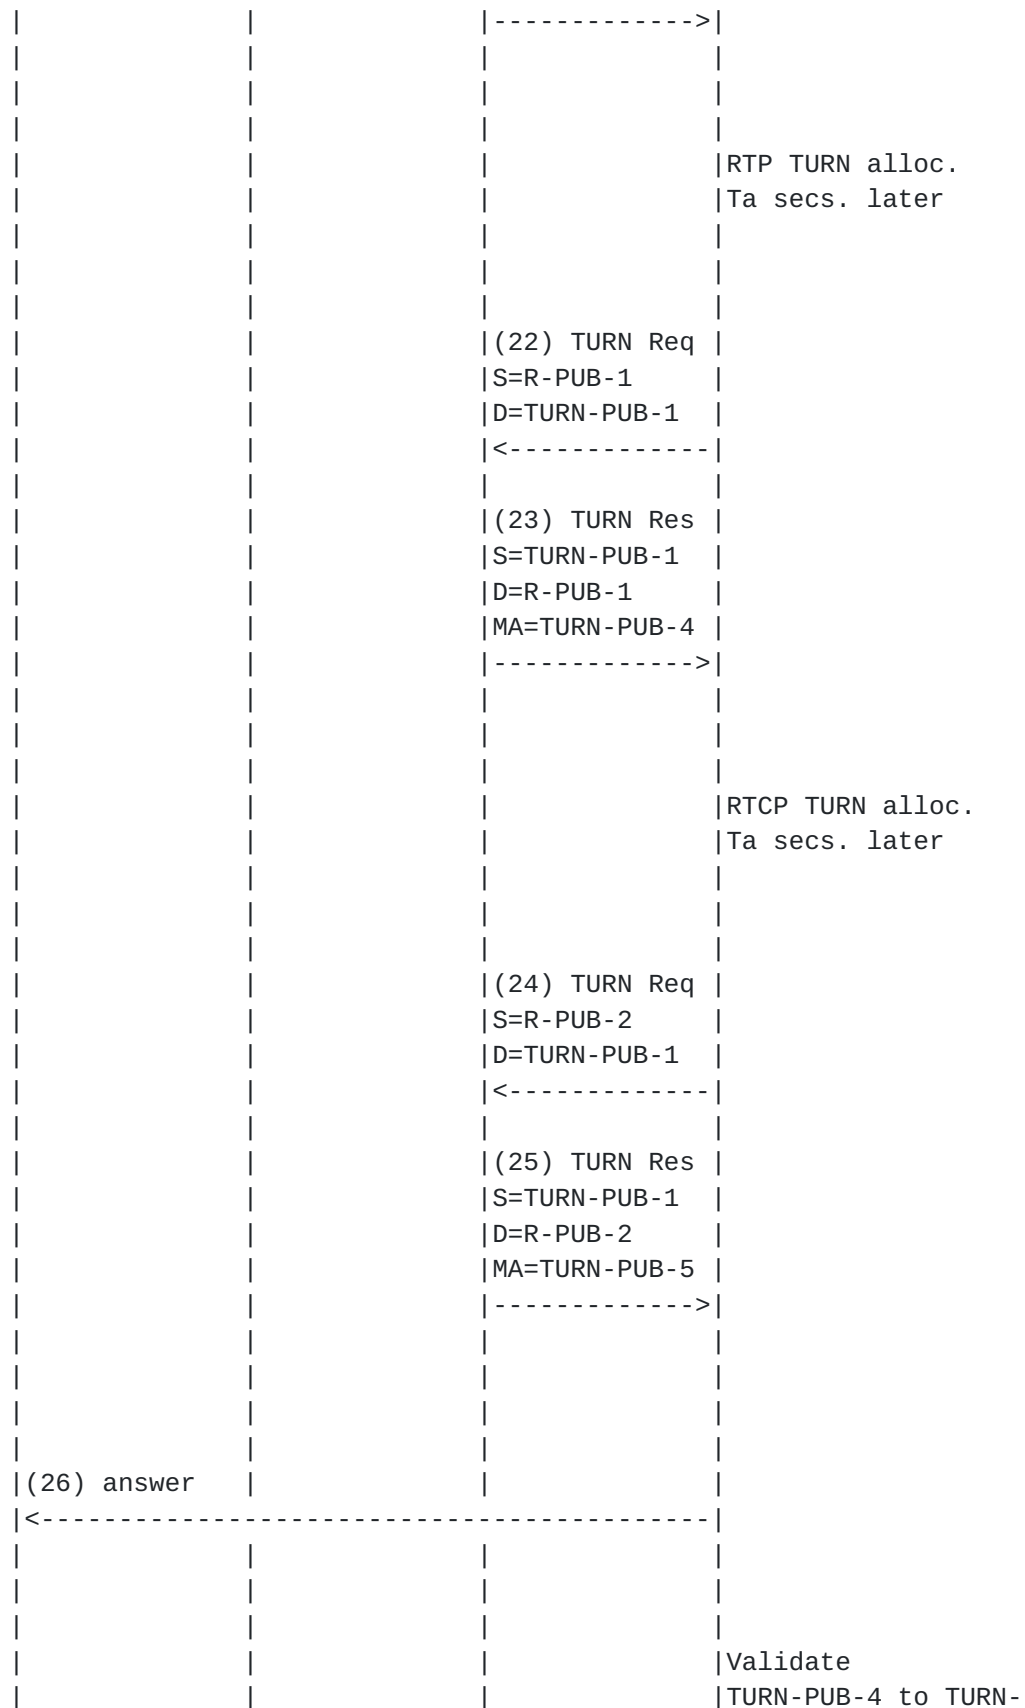 RTP TURN alloc.
Ta secs. later
(22) TURN Req
S=R-PUB-1
D=TURN-PUB-1
(23) TURN Res
S=TURN-PUB-1
D=R-PUB-1
MA=TURN-PUB-4
RTCP TURN alloc.
Ta secs. later
(24) TURN Req
S=R-PUB-2
D=TURN-PUB-1
(25) TURN Res
S=TURN-PUB-1
D=R-PUB-2
MA=TURN-PUB-5
(26) answer
Validate
TURN-PUB-4 to TURN-